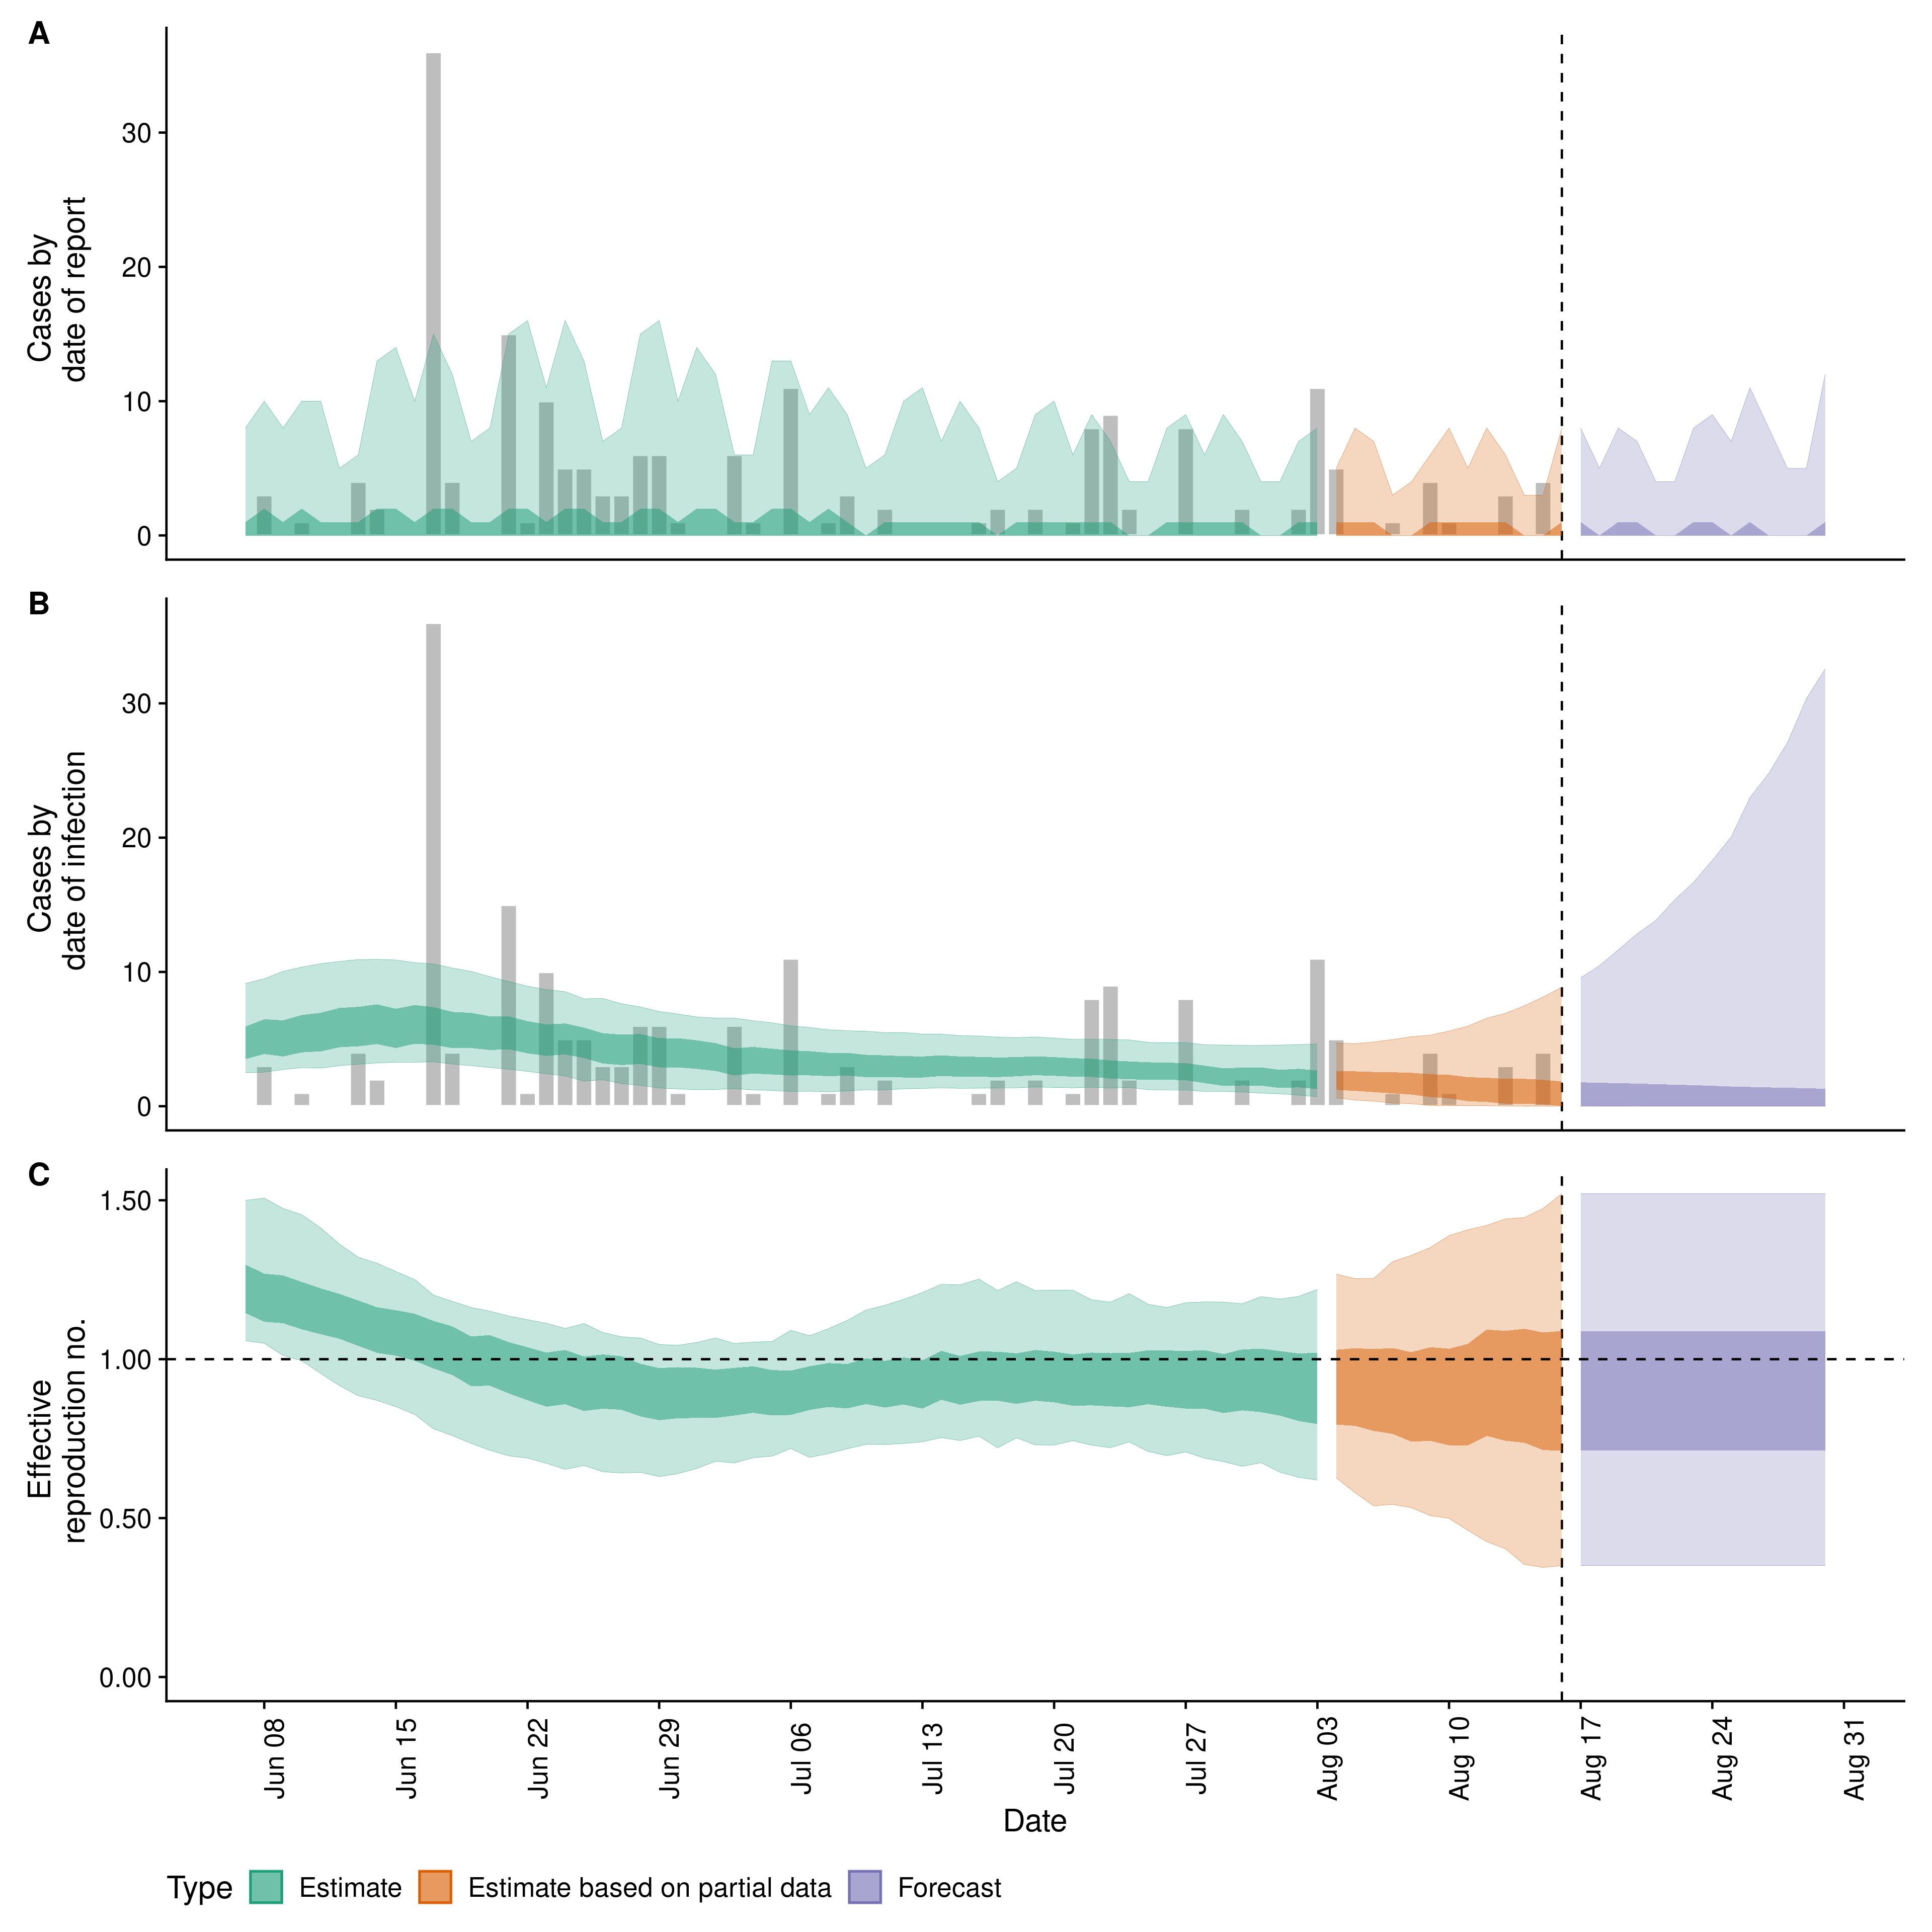 A
Cases by
date of report
30
20
10
0
B
Cases by
date of infection
30
20
10
0
C
Effective
reproduction no.
1.50
1.00
0.50
0.00
Jun 08
Jun 15
Jun 22
Jun 29
Jul 06
Jul 13
Jul 20
Jul 27
Aug 03
Aug 10
Aug 17
Aug 24
Aug 31
Date
Type Estimate Estimate based on partial data Forecast